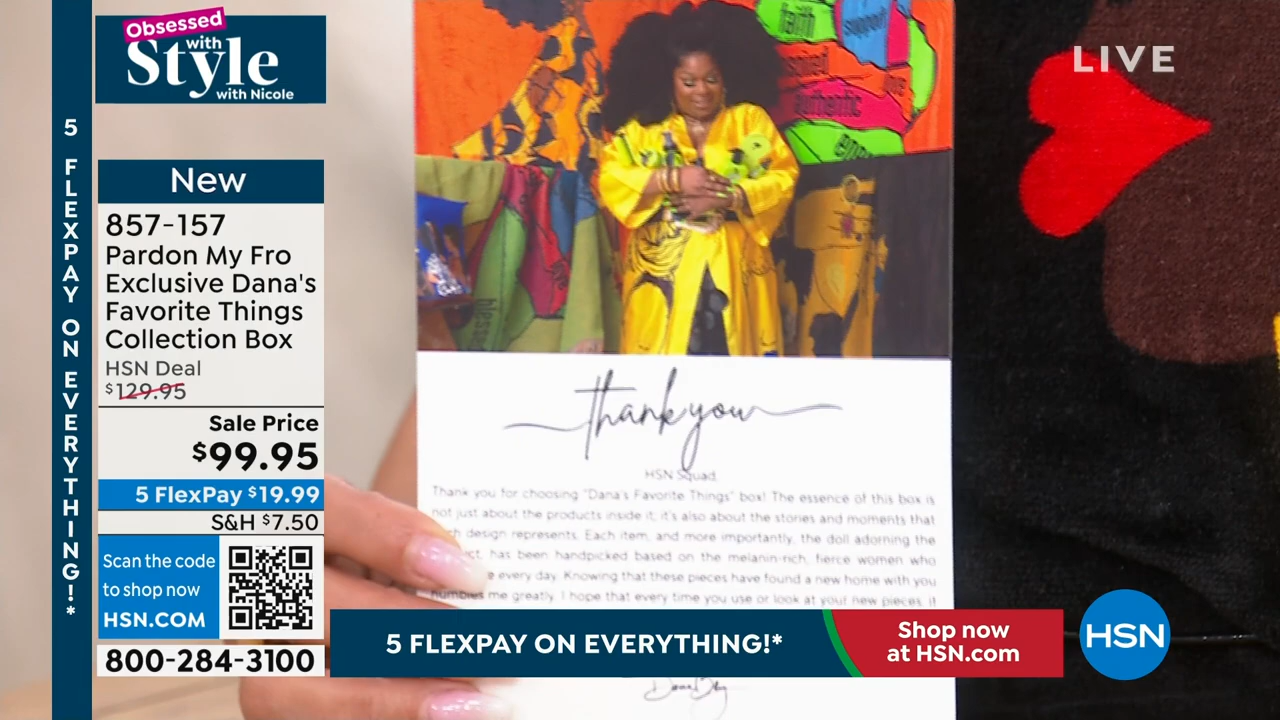 Obsessed
with
Style
with Nicole
LIVE
5 FLEXPAY ON EVERYTHING!*
New
857-157
Pardon My Fro
Exclusive Dana's
Favorite Things
Collection Box
HSN Deal
$129.95
Sale Price
$99.95
5 FlexPay $19.99
S&H $7.50
Scan the code
to shop now
HSN.COM
800-284-3100
faith
support
authentic
thank you
HSN Squad,
Thank you for choosing "Dana's Favorite Things" box! The essence of this box is
not just about the products inside it; it's also about the stories and moments that
design represents. Each item, and more importantly, the doll adorning the
has been handpicked based on the melanin-rich, fierce women who
every day. Knowing that these pieces have found a new home with you
humbles me greatly. I hope that every time you use or look at your new pieces, it
5 FLEXPAY ON EVERYTHING!*
Shop now
at HSN.com
HSN